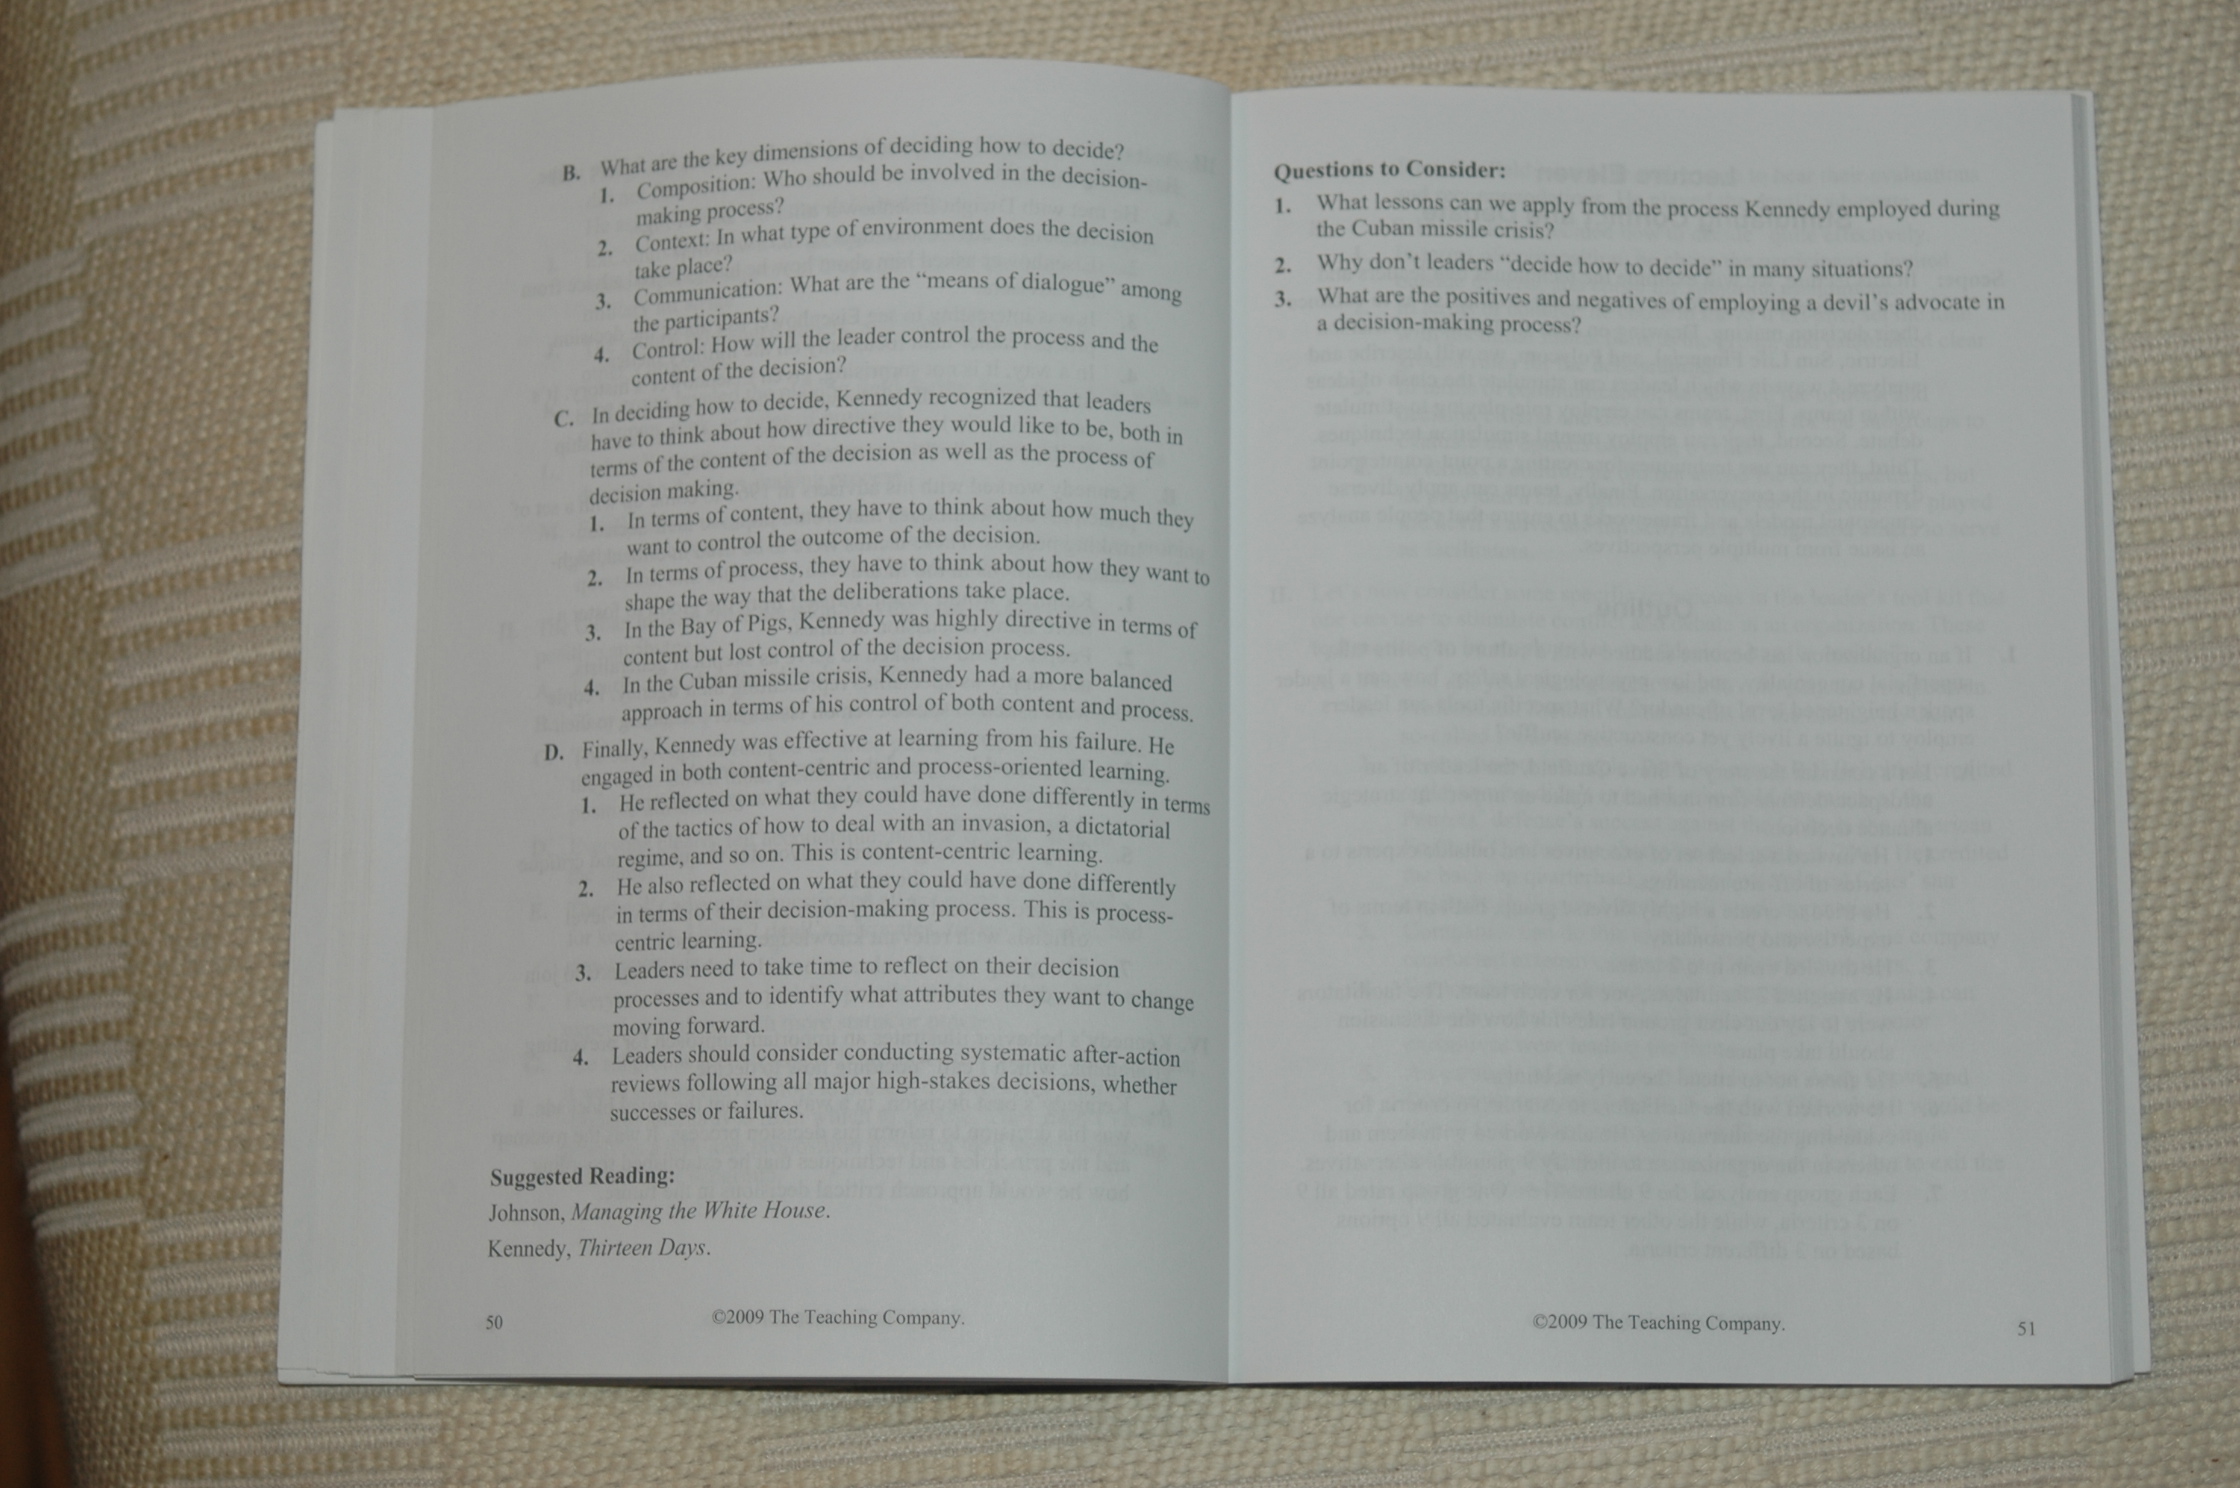 B. What are the key dimensions of deciding how to decide?
1. Composition: Who should be involved in the decision-
making process?
2. Context: In what type of environment does the decision
take place?
3. Communication: What are the “means of dialogue” among
the participants?
4. Control: How will the leader control the process and the
content of the decision?
C. In deciding how to decide, Kennedy recognized that leaders
have to think about how directive they would like to be, both in
terms of the content of the decision as well as the process of
decision making.
1. In terms of content, they have to think about how much they
want to control the outcome of the decision.
2. In terms of process, they have to think about how they want to
shape the way that the deliberations take place.
3. In the Bay of Pigs, Kennedy was highly directive in terms of
content but lost control of the decision process.
4. In the Cuban missile crisis, Kennedy had a more balanced
approach in terms of his control of both content and process.
D. Finally, Kennedy was effective at learning from his failure. He
engaged in both content-centric and process-oriented learning.
1. He reflected on what they could have done differently in terms
of the tactics of how to deal with an invasion, a dictatorial
regime, and so on. This is content-centric learning.
2. He also reflected on what they could have done differently
in terms of their decision-making process. This is process-
centric learning.
3. Leaders need to take time to reflect on their decision
processes and to identify what attributes they want to change
moving forward.
4. Leaders should consider conducting systematic after-action
reviews following all major high-stakes decisions, whether
successes or failures.
Suggested Reading:
Johnson, Managing the White House.
Kennedy, Thirteen Days.
50 ©2009 The Teaching Company.
Questions to Consider:
1. What lessons can we apply from the process Kennedy employed during
the Cuban missile crisis?
2. Why don’t leaders “decide how to decide” in many situations?
3. What are the positives and negatives of employing a devil’s advocate in
a decision-making process?
©2009 The Teaching Company. 51